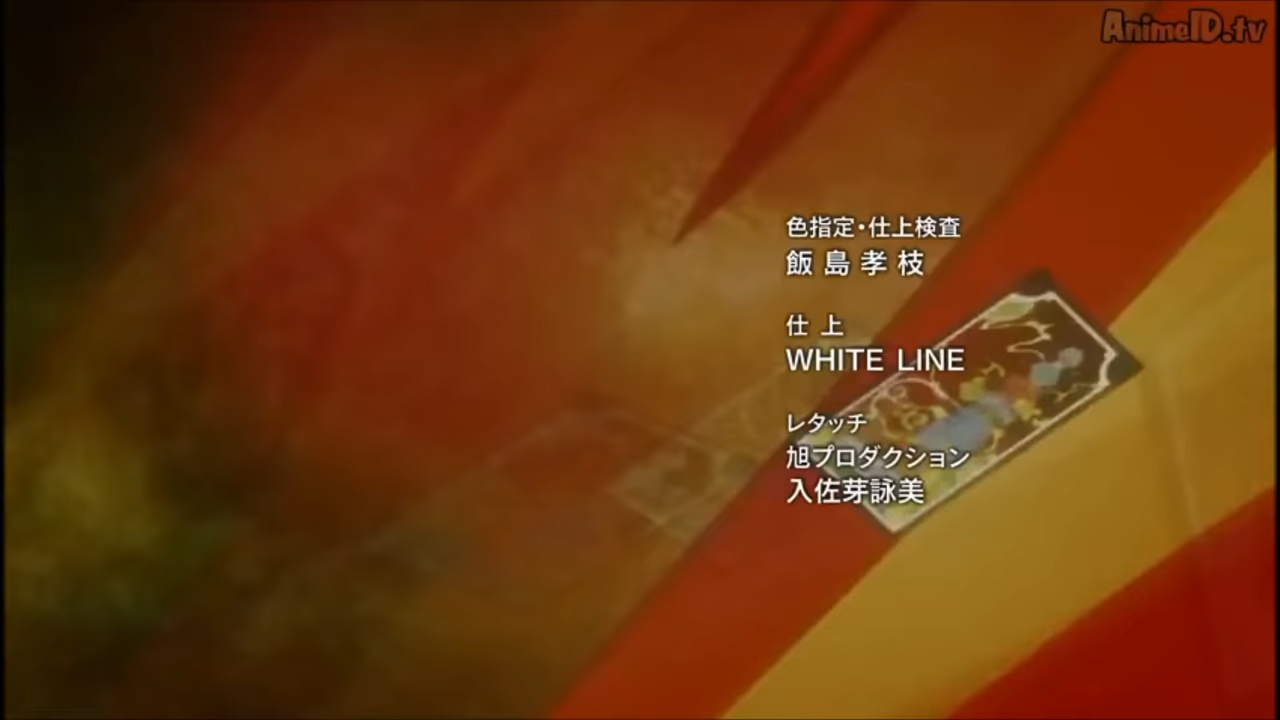 AnimeID.tv
色指定・仕上検査
飯島孝枝
仕上
WHITE LINE
レタッチ
旭プロダクション
入佐芽詠美